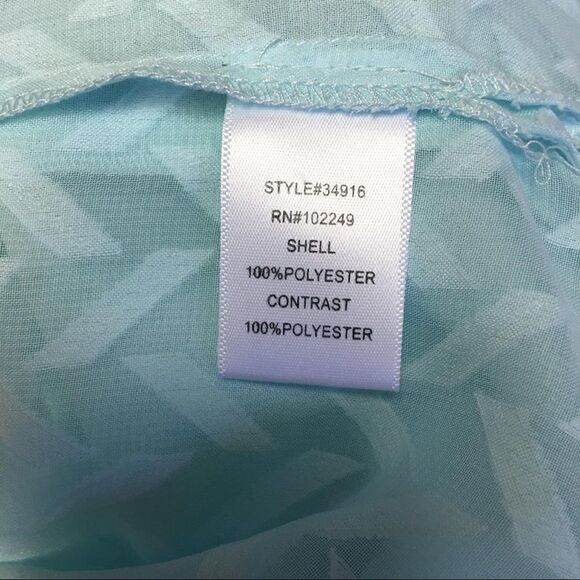 STYLE#34916
RN#102249
SHELL
100%POLYESTER
CONTRAST
100%POLYESTER